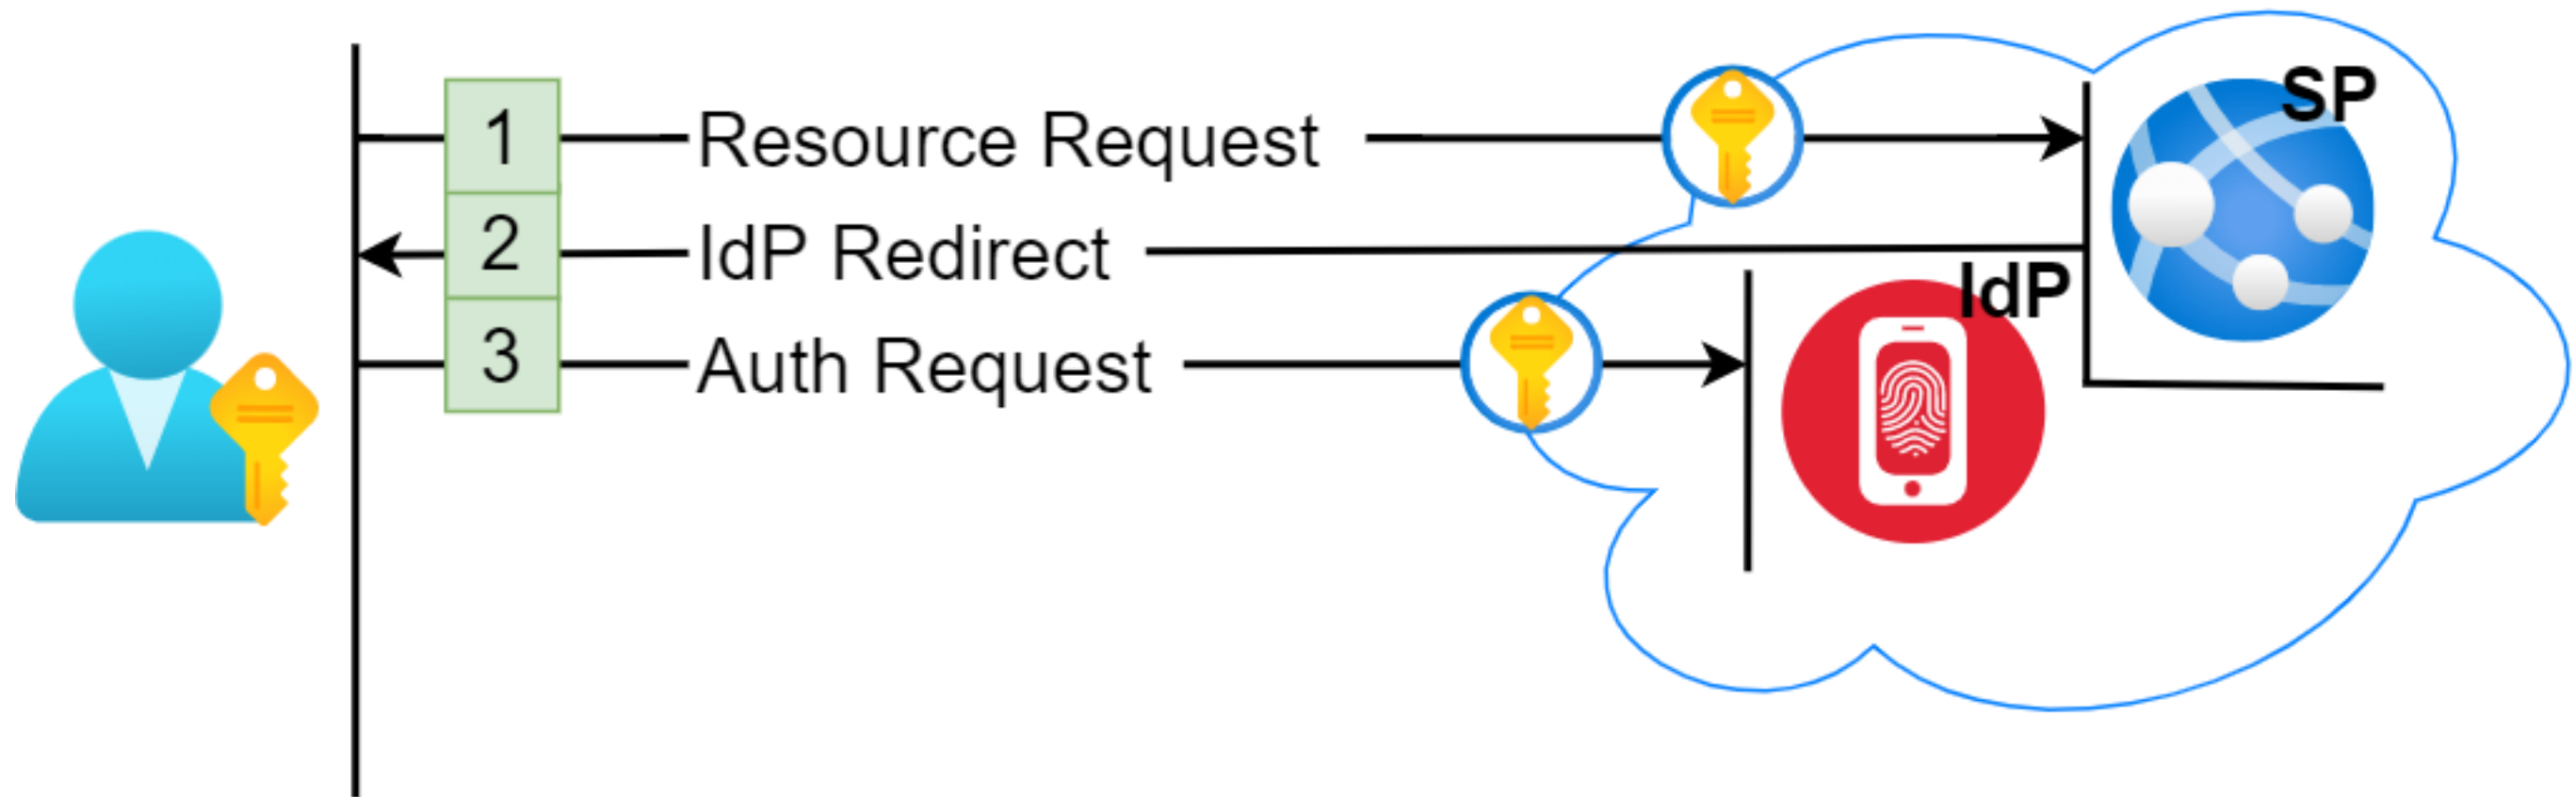 SP
1 Resource Request
2 IdP Redirect
IdP
3 Auth Request